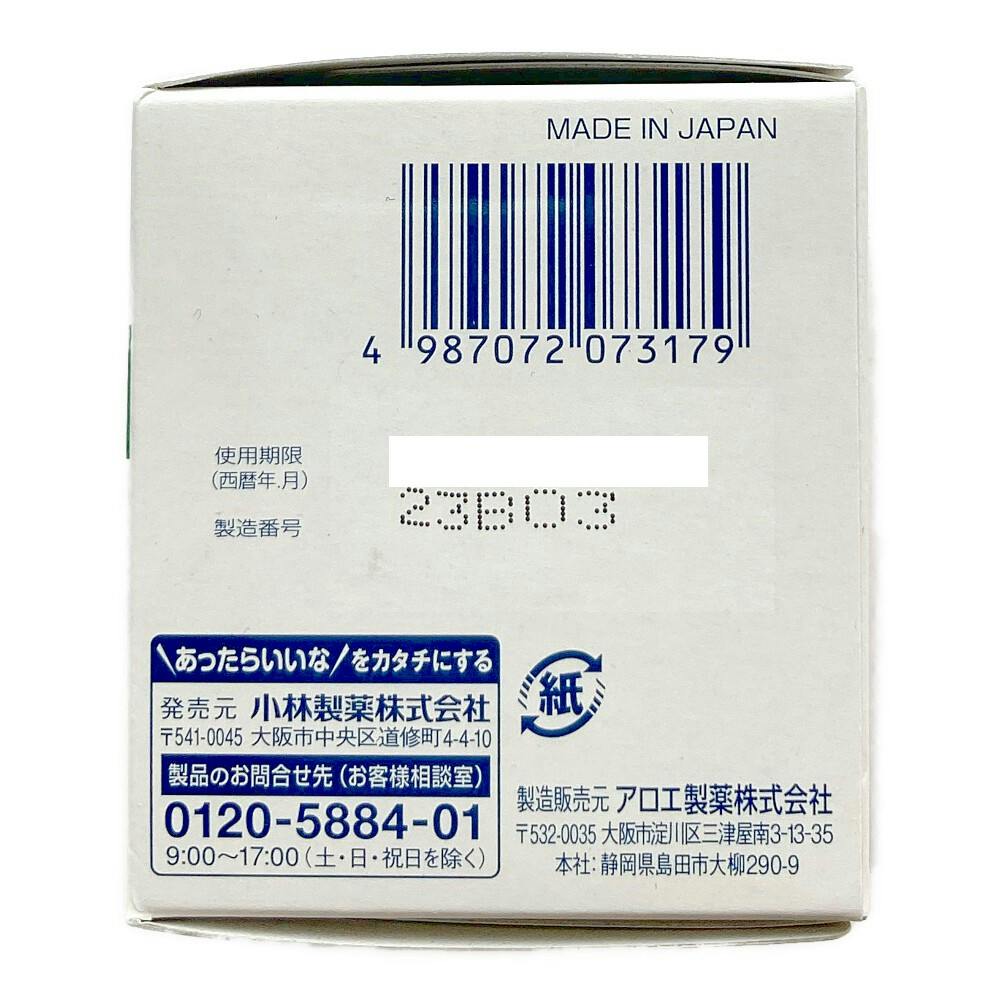 MADE IN JAPAN
4 987072 073179
使用期限
(西暦年.月)
23B03
製造番号
\あったらいいな/をカタチにする
発売元 小林製薬株式会社
〒541-0045 大阪市中央区道修町4-4-10
製品のお問合せ先(お客様相談室)
0120-5884-01
9:00〜17:00(土・日・祝日を除く)
紙
製造販売元 アロエ製薬株式会社
〒532-0035 大阪市淀川区三津屋南3-13-35
本社:静岡県島田市大柳290-9